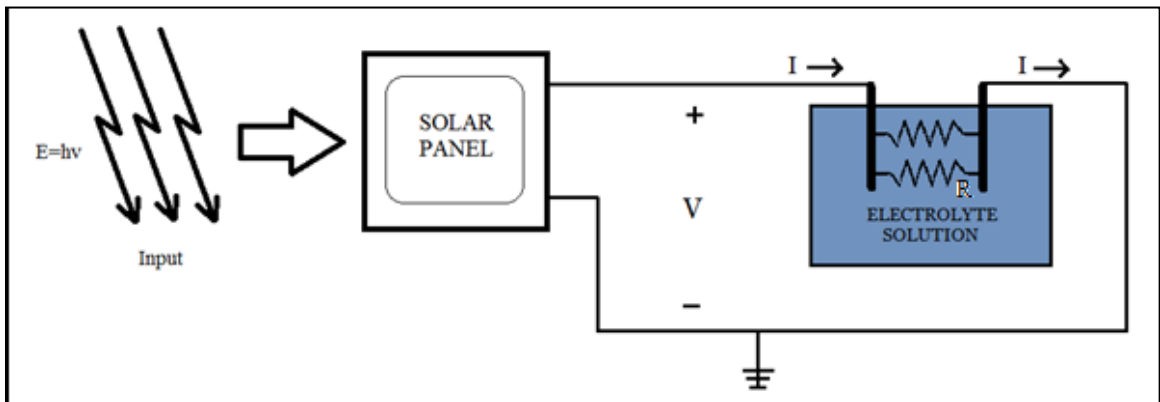 E=hv
Input
SOLAR
PANEL
+
V
−
I
I
R
ELECTROLYTE
SOLUTION